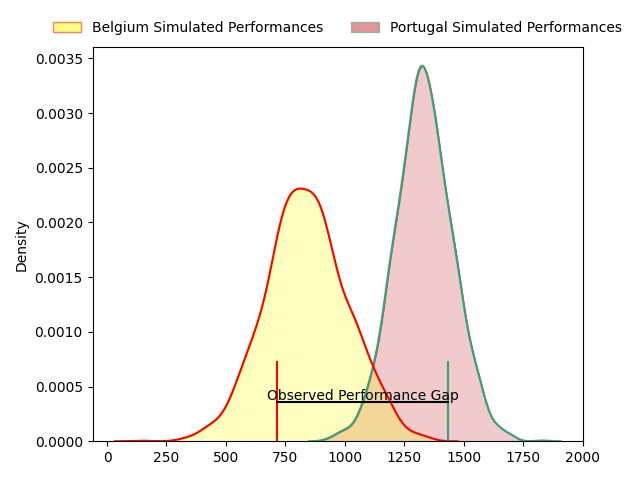 Belgium Simulated Performances Portugal Simulated Performances
0.0035
0.0030
0.0025
0.0020
0.0015
0.0010
0.0005
0.0000
Density
Observed Performance Gap
0 250 500 750 1000 1250 1500 1750 2000